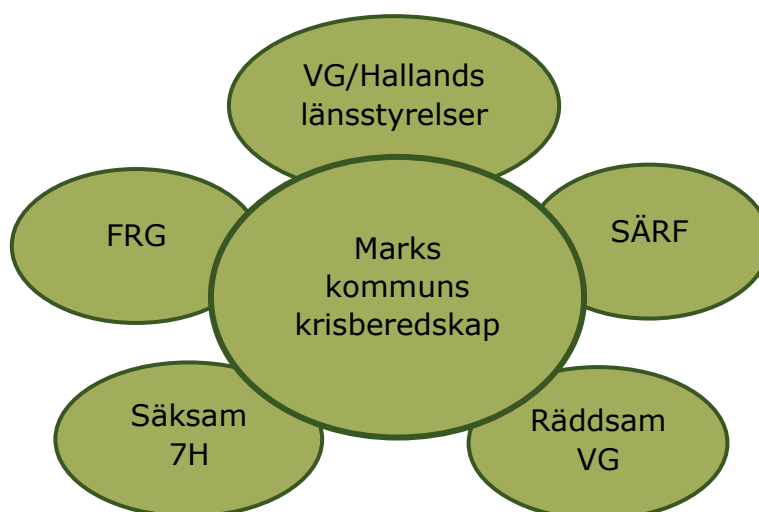 VG/Hallands
länsstyrelser
FRG
SÄRF
Marks
kommuns
krisberedskap
Säksam
7H
Räddsam
VG